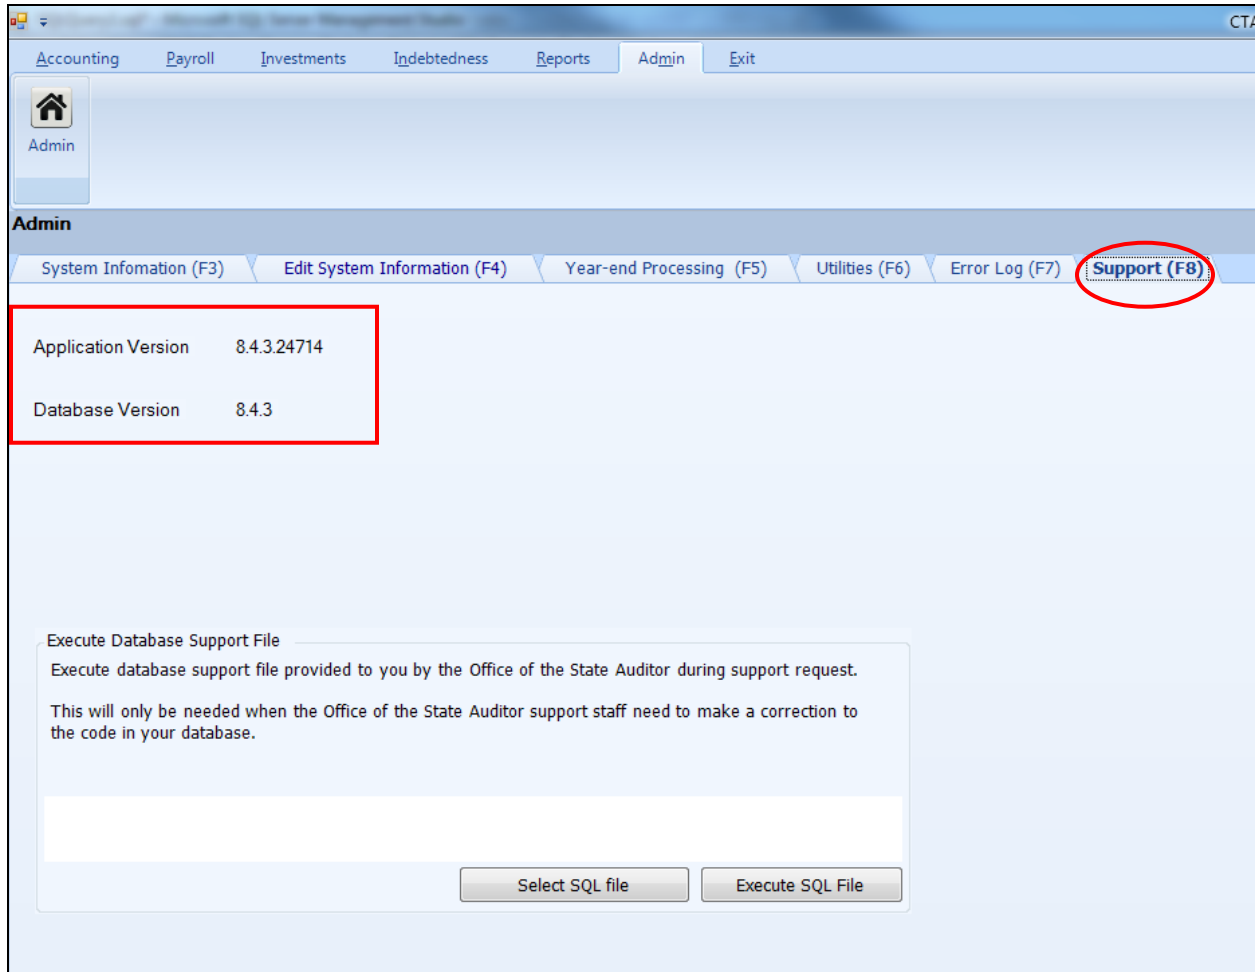 CTA
Accounting Payroll Investments Indebtedness Reports Admin Exit
Admin
Admin
System Infomation (F3) Edit System Information (F4) Year-end Processing (F5) Utilities (F6) Error Log (F7) Support (F8)
Application Version 8.4.3.24714
Database Version 8.4.3
Execute Database Support File
Execute database support file provided to you by the Office of the State Auditor during support request.
This will only be needed when the Office of the State Auditor support staff need to make a correction to
the code in your database.
Select SQL file Execute SQL File